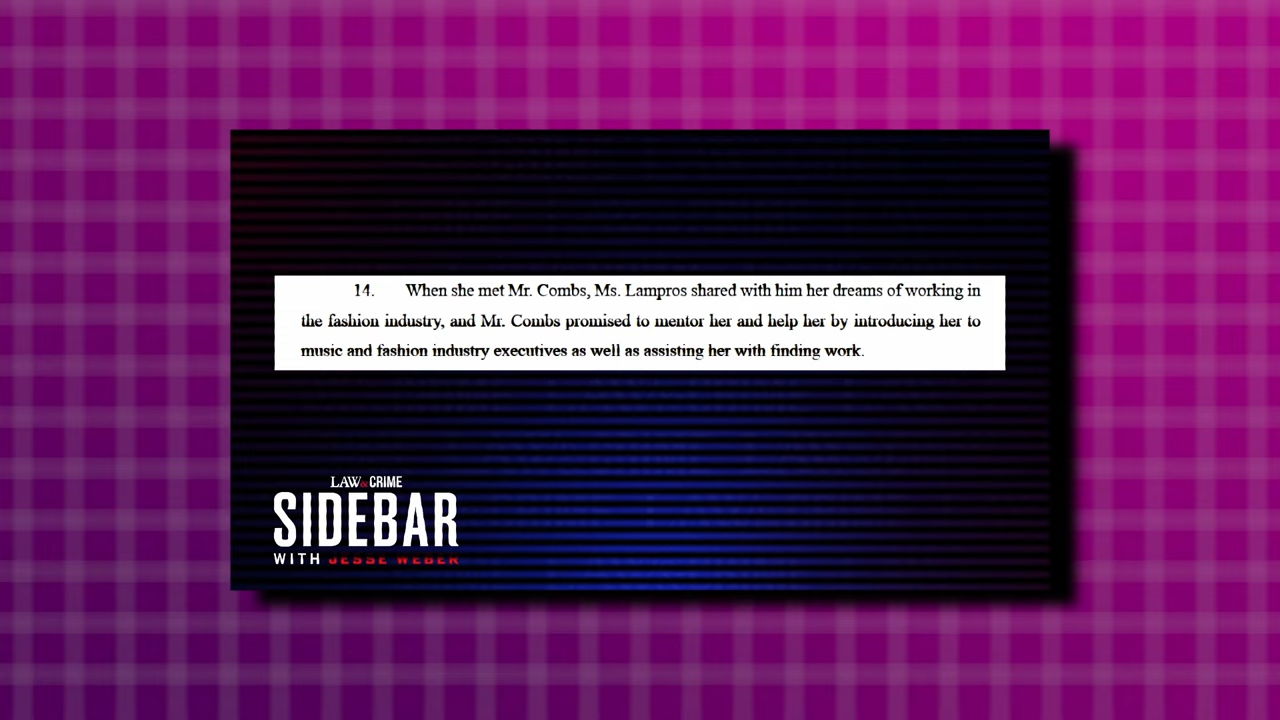 14. When she met Mr. Combs, Ms. Lampros shared with him her dreams of working in
the fashion industry, and Mr. Combs promised to mentor her and help her by introducing her to
music and fashion industry executives as well as assisting her with finding work.
LAW&CRIME
SIDEBAR
WITH JESSE WEBER